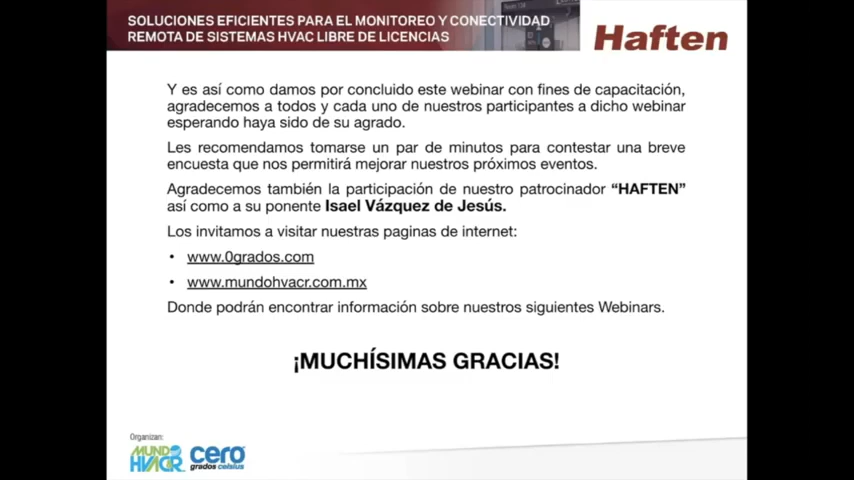 SOLUCIONES EFICIENTES PARA EL MONITOREO Y CONECTIVIDAD
REMOTA DE SISTEMAS HVAC LIBRE DE LICENCIAS
Haften
Y es así como damos por concluido este webinar con fines de capacitación,
agradecemos a todos y cada uno de nuestros participantes a dicho webinar
esperando haya sido de su agrado.
Les recomendamos tomarse un par de minutos para contestar una breve
encuesta que nos permitirá mejorar nuestros próximos eventos.
Agradecemos también la participación de nuestro patrocinador “HAFTEN”
así como a su ponente Isael Vázquez de Jesús.
Los invitamos a visitar nuestras paginas de internet:
• www.0grados.com
• www.mundohvacr.com.mx
Donde podrán encontrar información sobre nuestros siguientes Webinars.
¡MUCHÍSIMAS GRACIAS!
Organizan:
MUNDO
HVACR
cero
grados celsius